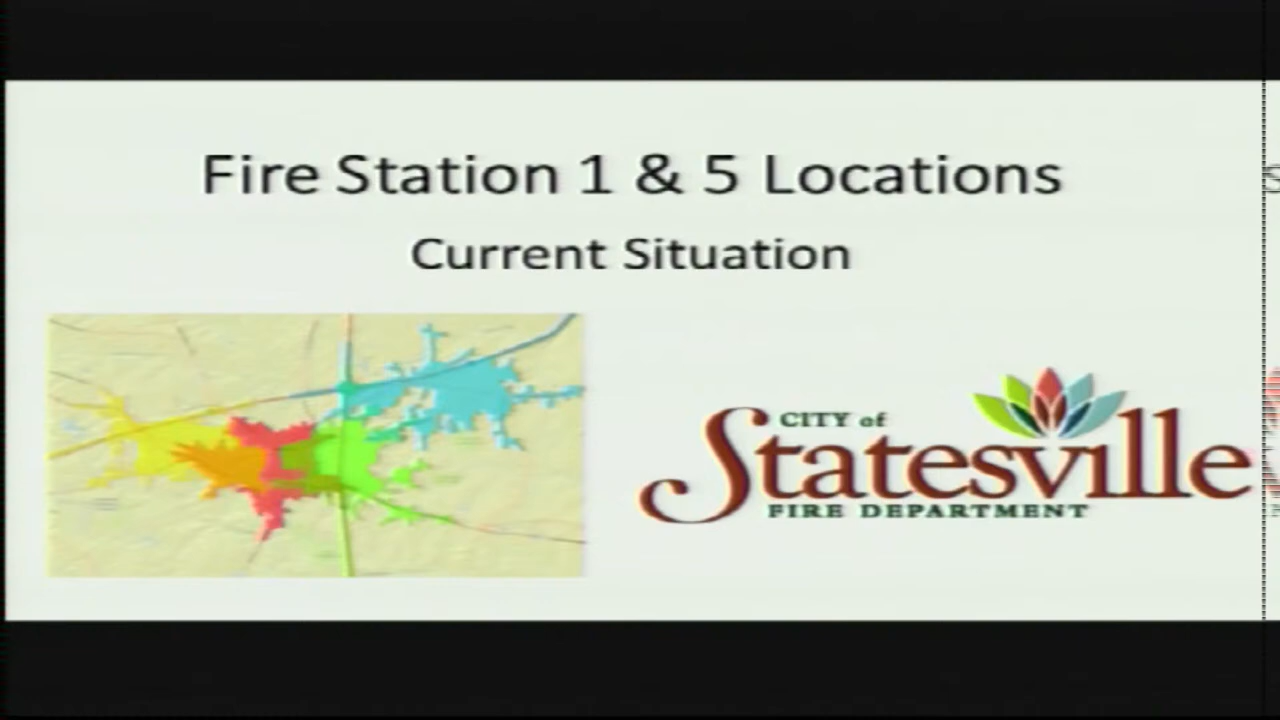 Fire Station 1 & 5 Locations
Current Situation
CITY of
Statesville
FIRE DEPARTMENT